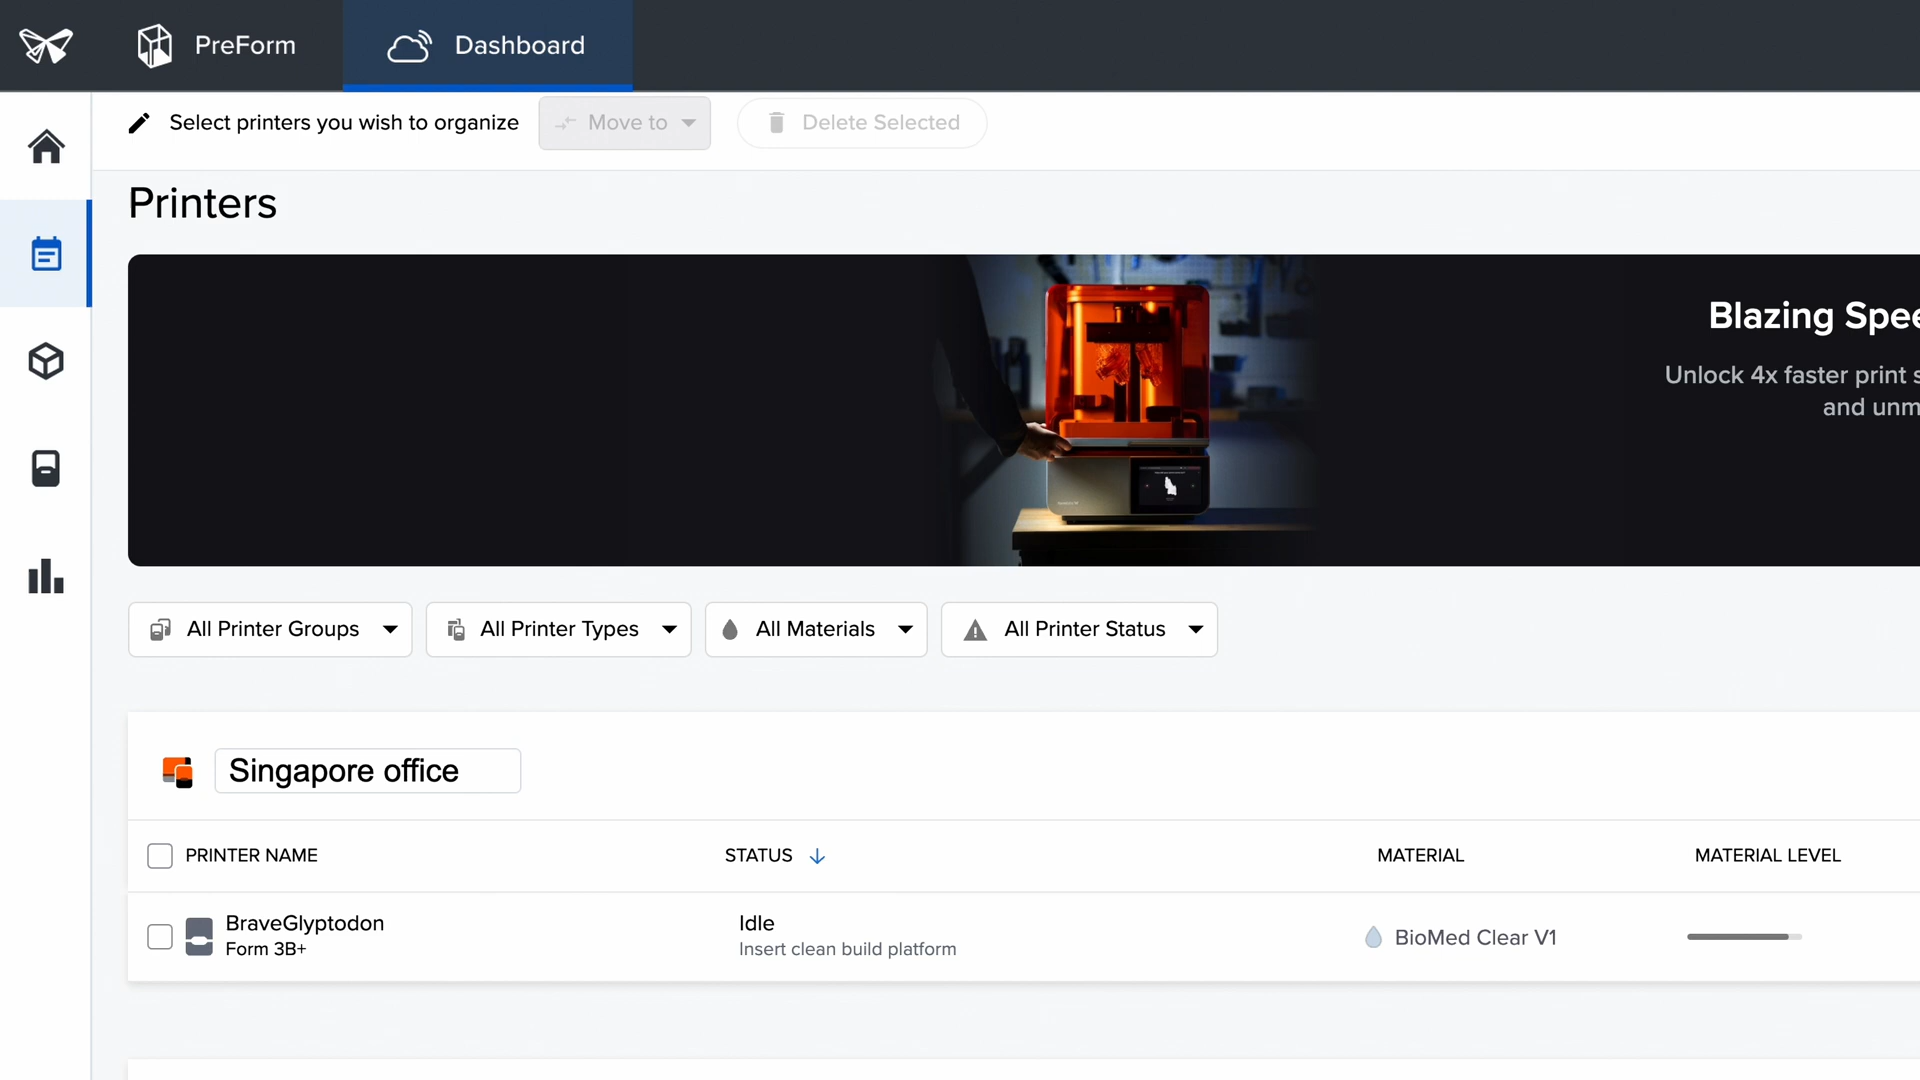 PreForm
Dashboard
Select printers you wish to organize
Move to
Delete Selected
Printers
Blazing
Unlock 4x faster print
and
All Printer Groups
All Printer Types
All Materials
All Printer Status
Singapore office
PRINTER NAME
STATUS
MATERIAL
MATERIAL LEVEL
BraveGlyptodon
Form 3B+
Idle
Insert clean build platform
BioMed Clear V1